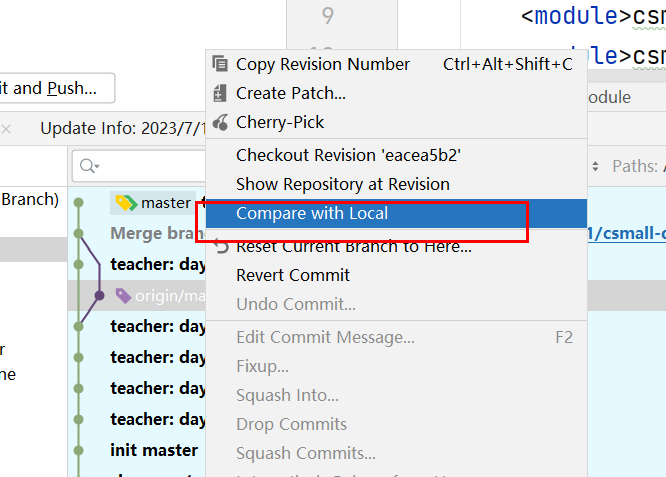 9
<module>csm
module>csm
Copy Revision Number Ctrl+Alt+Shift+C
it and Push...
Create Patch...
odule
Update Info: 2023/7/1
Cherry-Pick
Checkout Revision 'eacea5b2'
Paths:
Branch)
master
Show Repository at Revision
Compare with Local
Merge bran
1/csmall-c
Reset Current Branch to Here...
teacher: day
Revert Commit
origin/ma
Undo Commit...
teacher: day
Edit Commit Message... F2
teacher: day
Fixup...
me
teacher: day
Squash Into...
teacher: day
Drop Commits
init master
Squash Commits...